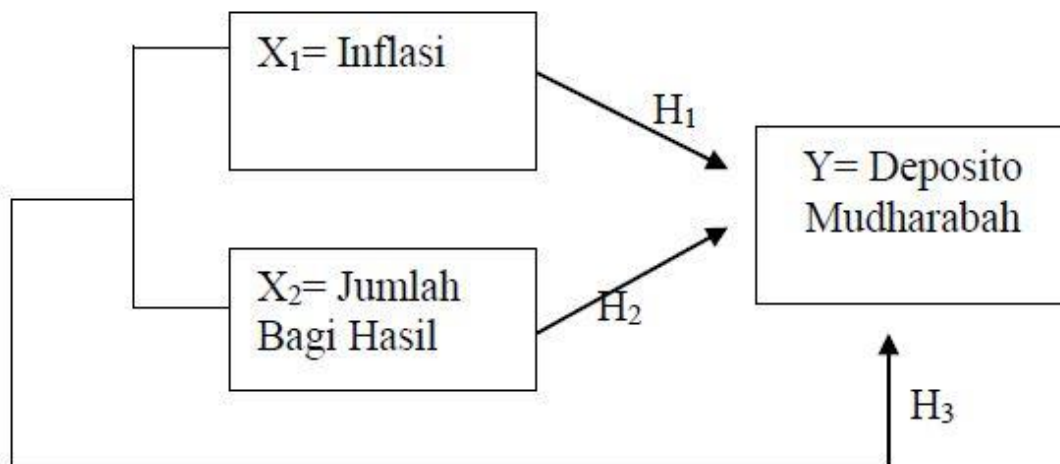 X₁= Inflasi
H₁
Y= Deposito
Mudharabah
X₂= Jumlah
Bagi Hasil
H₂
H₃